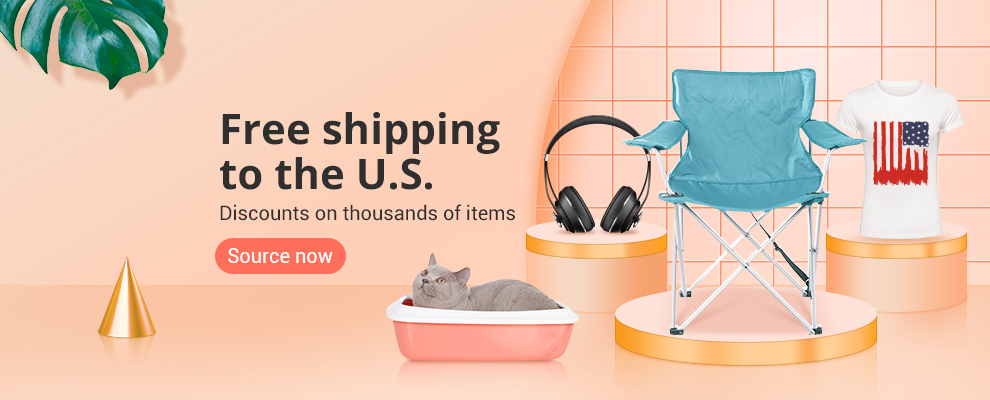 Free shipping
to the U.S.
Discounts on thousands of items
Source now